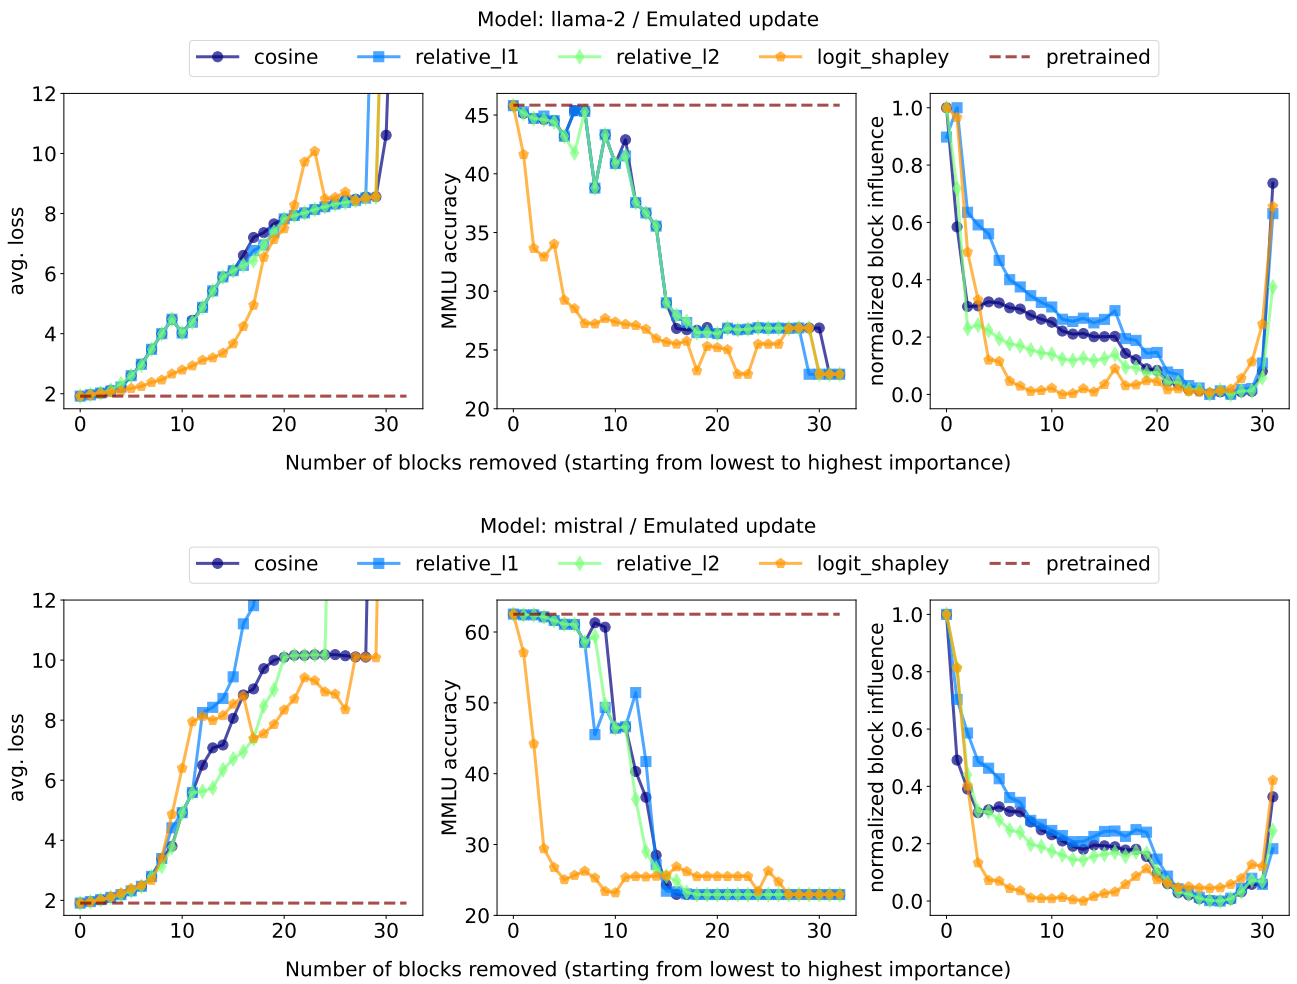 Model: llama-2 / Emulated update
cosine relative_l1 relative_l2 logit_shapley pretrained
avg. loss
12
10
8
6
4
2
0 10 20 30
MMLU accuracy
45
40
35
30
25
20
0 10 20 30
normalized block influence
1.0
0.8
0.6
0.4
0.2
0.0
0 10 20 30
Number of blocks removed (starting from lowest to highest importance)
Model: mistral / Emulated update
cosine relative_l1 relative_l2 logit_shapley pretrained
avg. loss
12
10
8
6
4
2
0 10 20 30
MMLU accuracy
60
50
40
30
20
0 10 20 30
normalized block influence
1.0
0.8
0.6
0.4
0.2
0.0
0 10 20 30
Number of blocks removed (starting from lowest to highest importance)